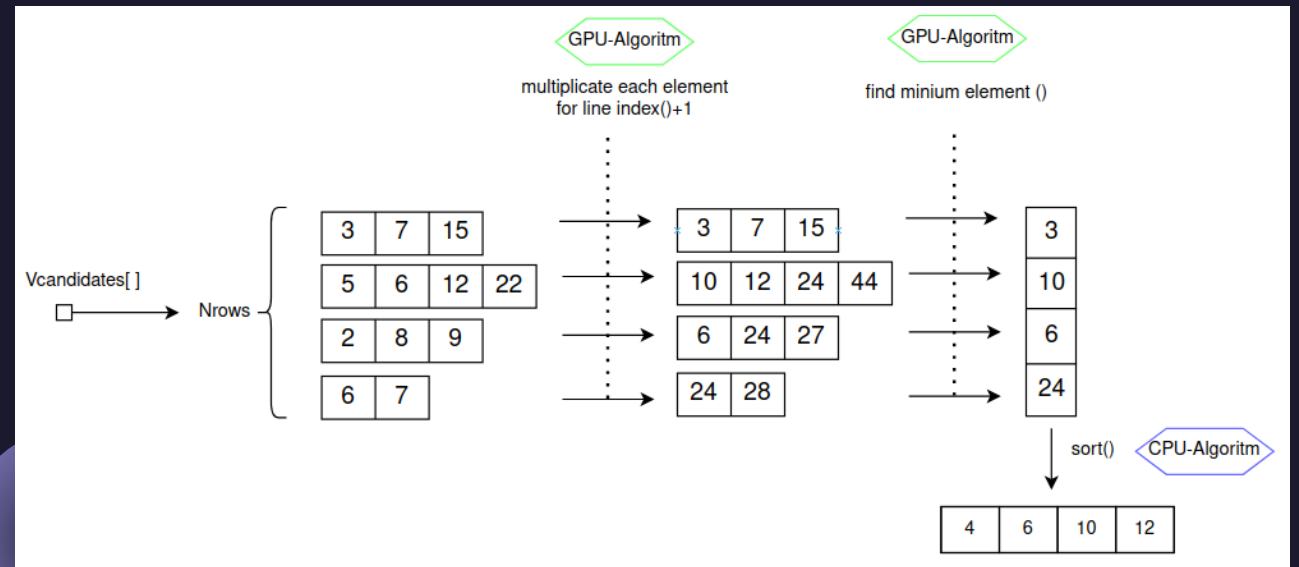 GPU-Algoritm
GPU-Algoritm
multiplicate each element
for line index()+1
find minium element ()
Vcandidates[ ]
Nrows
3 7 15
3 7 15
3
5 6 12 22
10 12 24 44
10
2 8 9
6 24 27
6
6 7
24 28
24
sort()
CPU-Algoritm
4 6 10 12